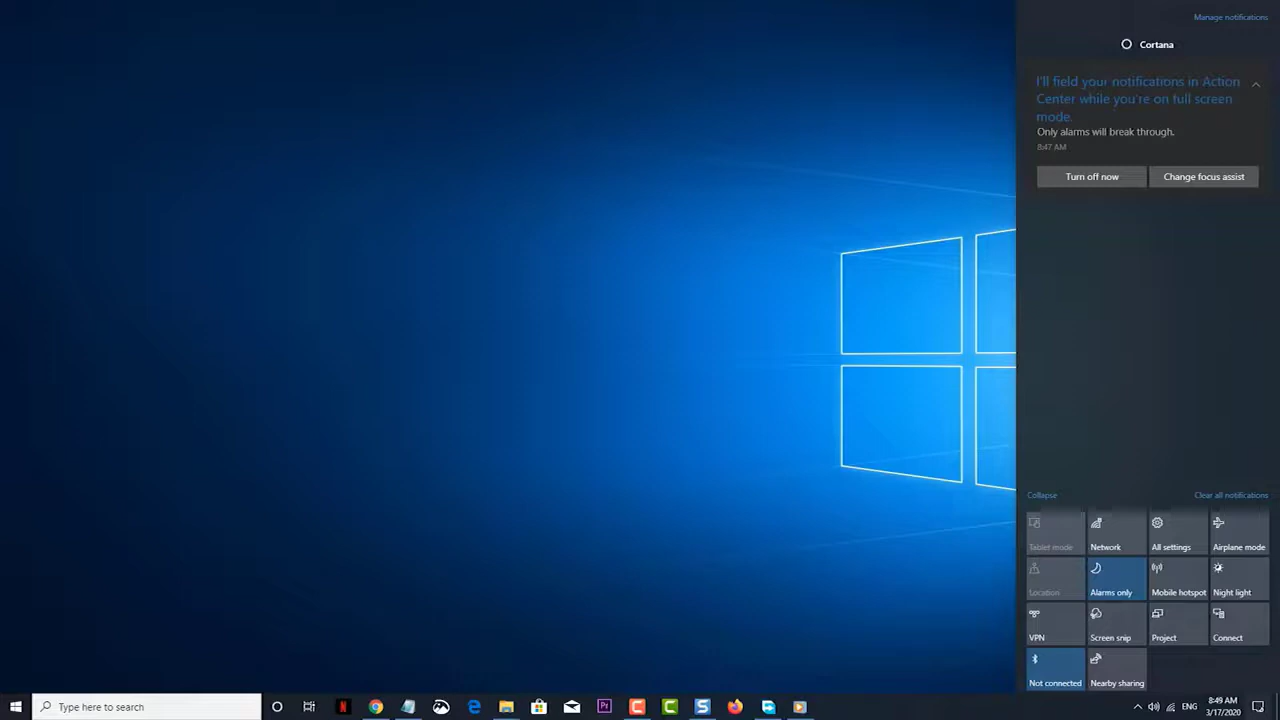 Manage notifications
Cortana
I'll field your notifications in Action
Center while you're on full screen
mode.
Only alarms will break through.
8:47 AM
Turn off now
Change focus assist
Collapse
Clear all notifications
Tablet mode
Network
All settings
Airplane mode
Location
Alarms only
Mobile hotspot
Night light
VPN
Screen snip
Project
Connect
Not connected
Nearby sharing
Type here to search
N
Pr
C
C
S
ENG
8:49 AM
3/17/2020